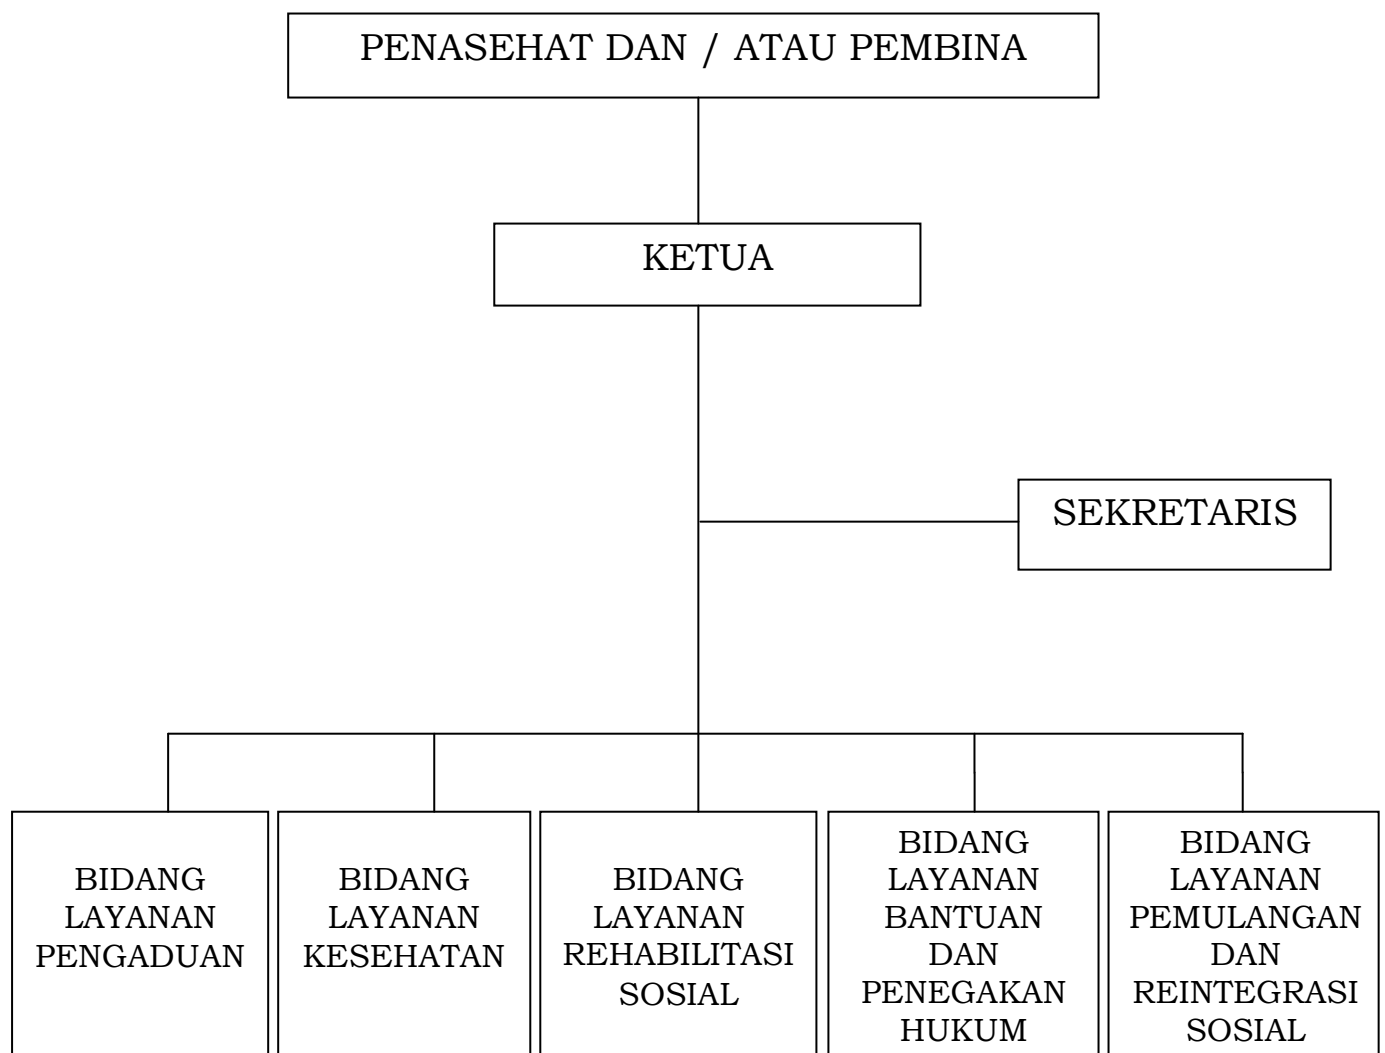 PENASEHAT DAN / ATAU PEMBINA
KETUA
SEKRETARIS
BIDANG
LAYANAN
PENGADUAN
BIDANG
LAYANAN
KESEHATAN
BIDANG
LAYANAN
REHABILITASI
SOSIAL
BIDANG
LAYANAN
BANTUAN
DAN
PENEGAKAN
HUKUM
BIDANG
LAYANAN
PEMULANGAN
DAN
REINTEGRASI
SOSIAL